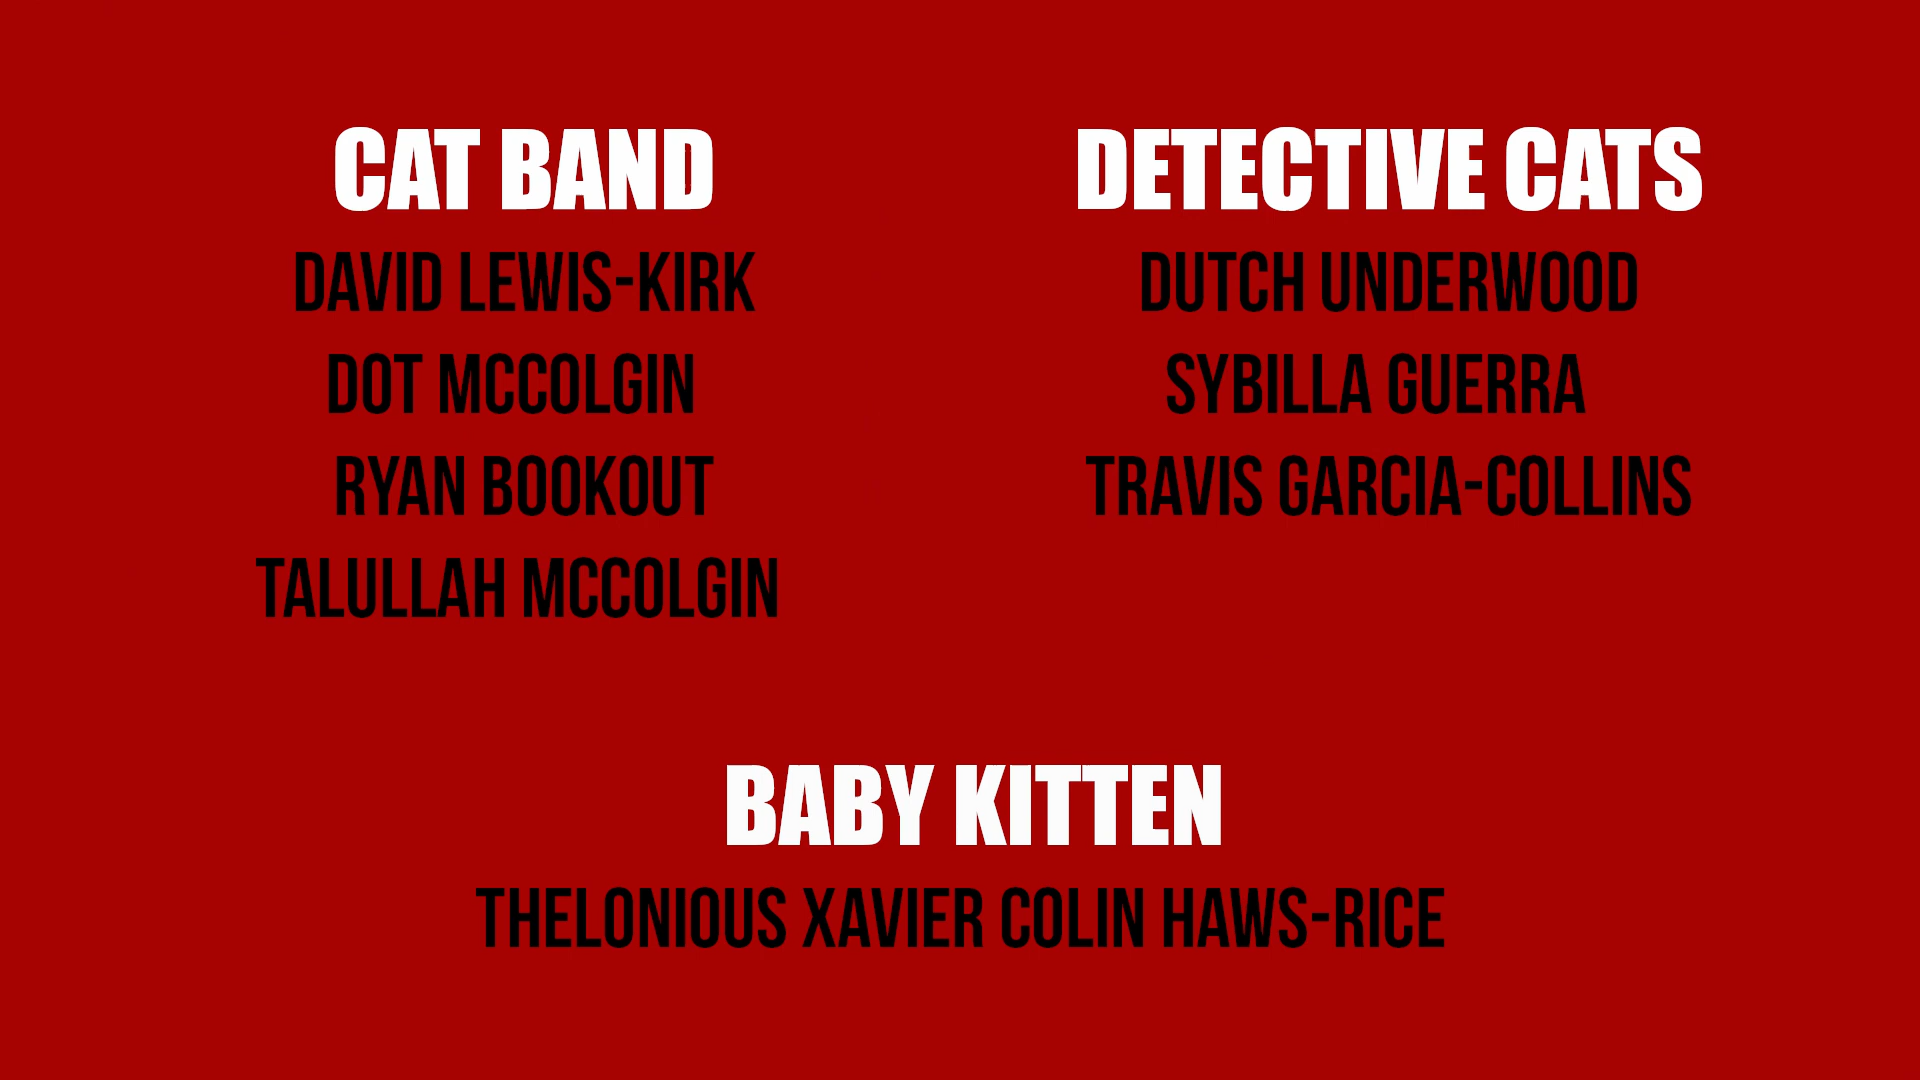 CAT BAND
DAVID LEWIS-KIRK
DOT MCCOLGIN
RYAN BOOKOUT
TALULLAH MCCOLGIN
DETECTIVE CATS
DUTCH UNDERWOOD
SYBILLA GUERRA
TRAVIS GARCIA-COLLINS
BABY KITTEN
THELONIOUS XAVIER COLIN HAWS-RICE